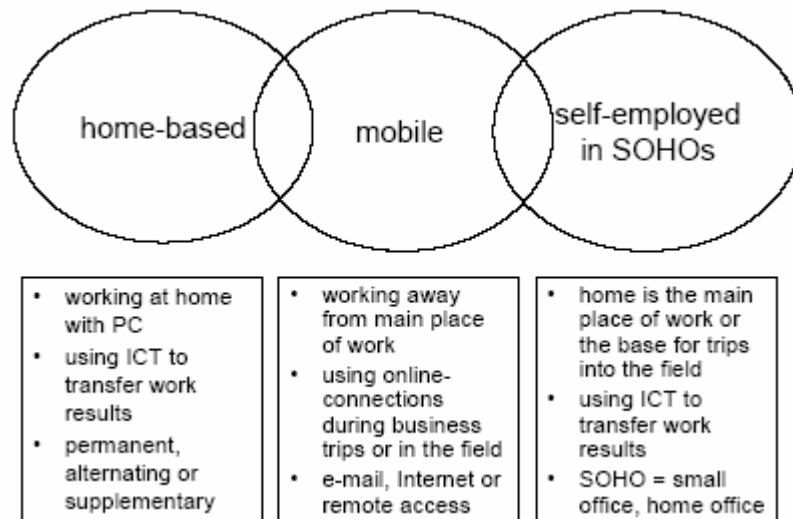 home-based
mobile
self-employed
in SOHOs
• working at home
with PC
• using ICT to
transfer work
results
• permanent,
alternating or
supplementary
• working away
from main place
of work
• using online-
connections
during business
trips or in the field
• e-mail, Internet or
remote access
• home is the main
place of work or
the base for trips
into the field
• using ICT to
transfer work
results
• SOHO = small
office, home office